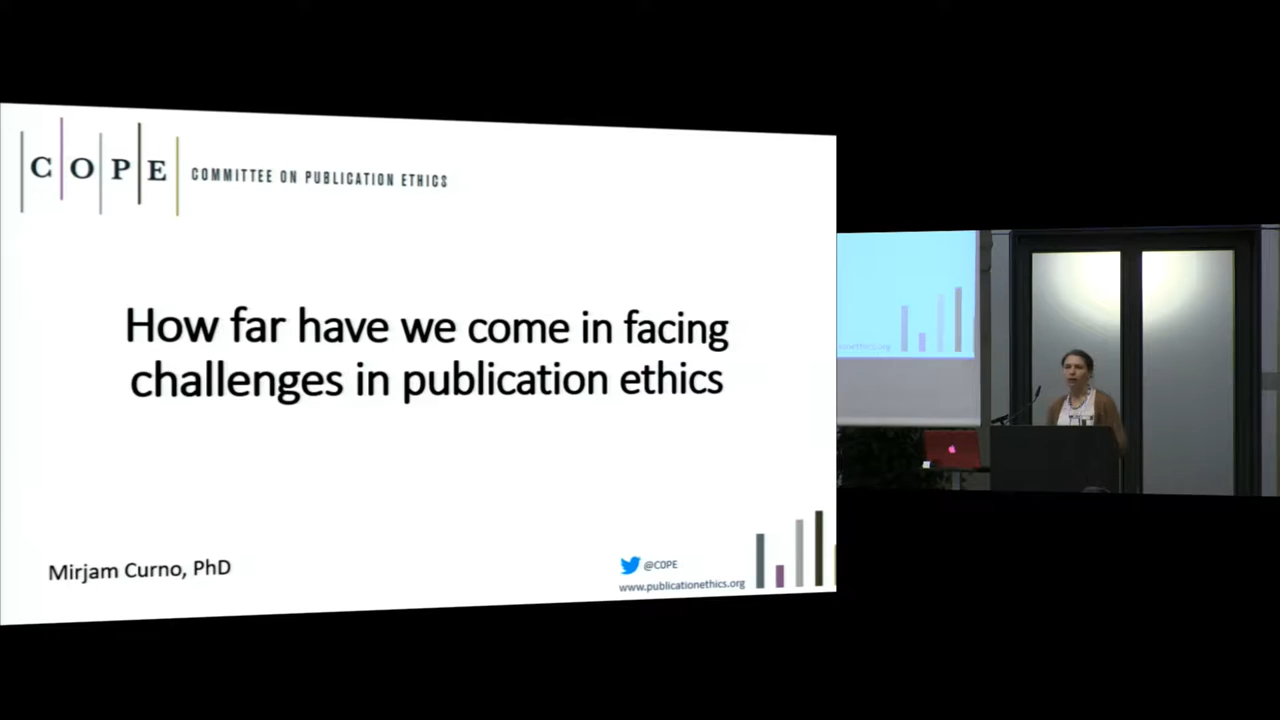 COPE COMMITTEE ON PUBLICATION ETHICS
How far have we come in facing
challenges in publication ethics
Mirjam Curno, PhD
@COPE
www.publicationethics.org